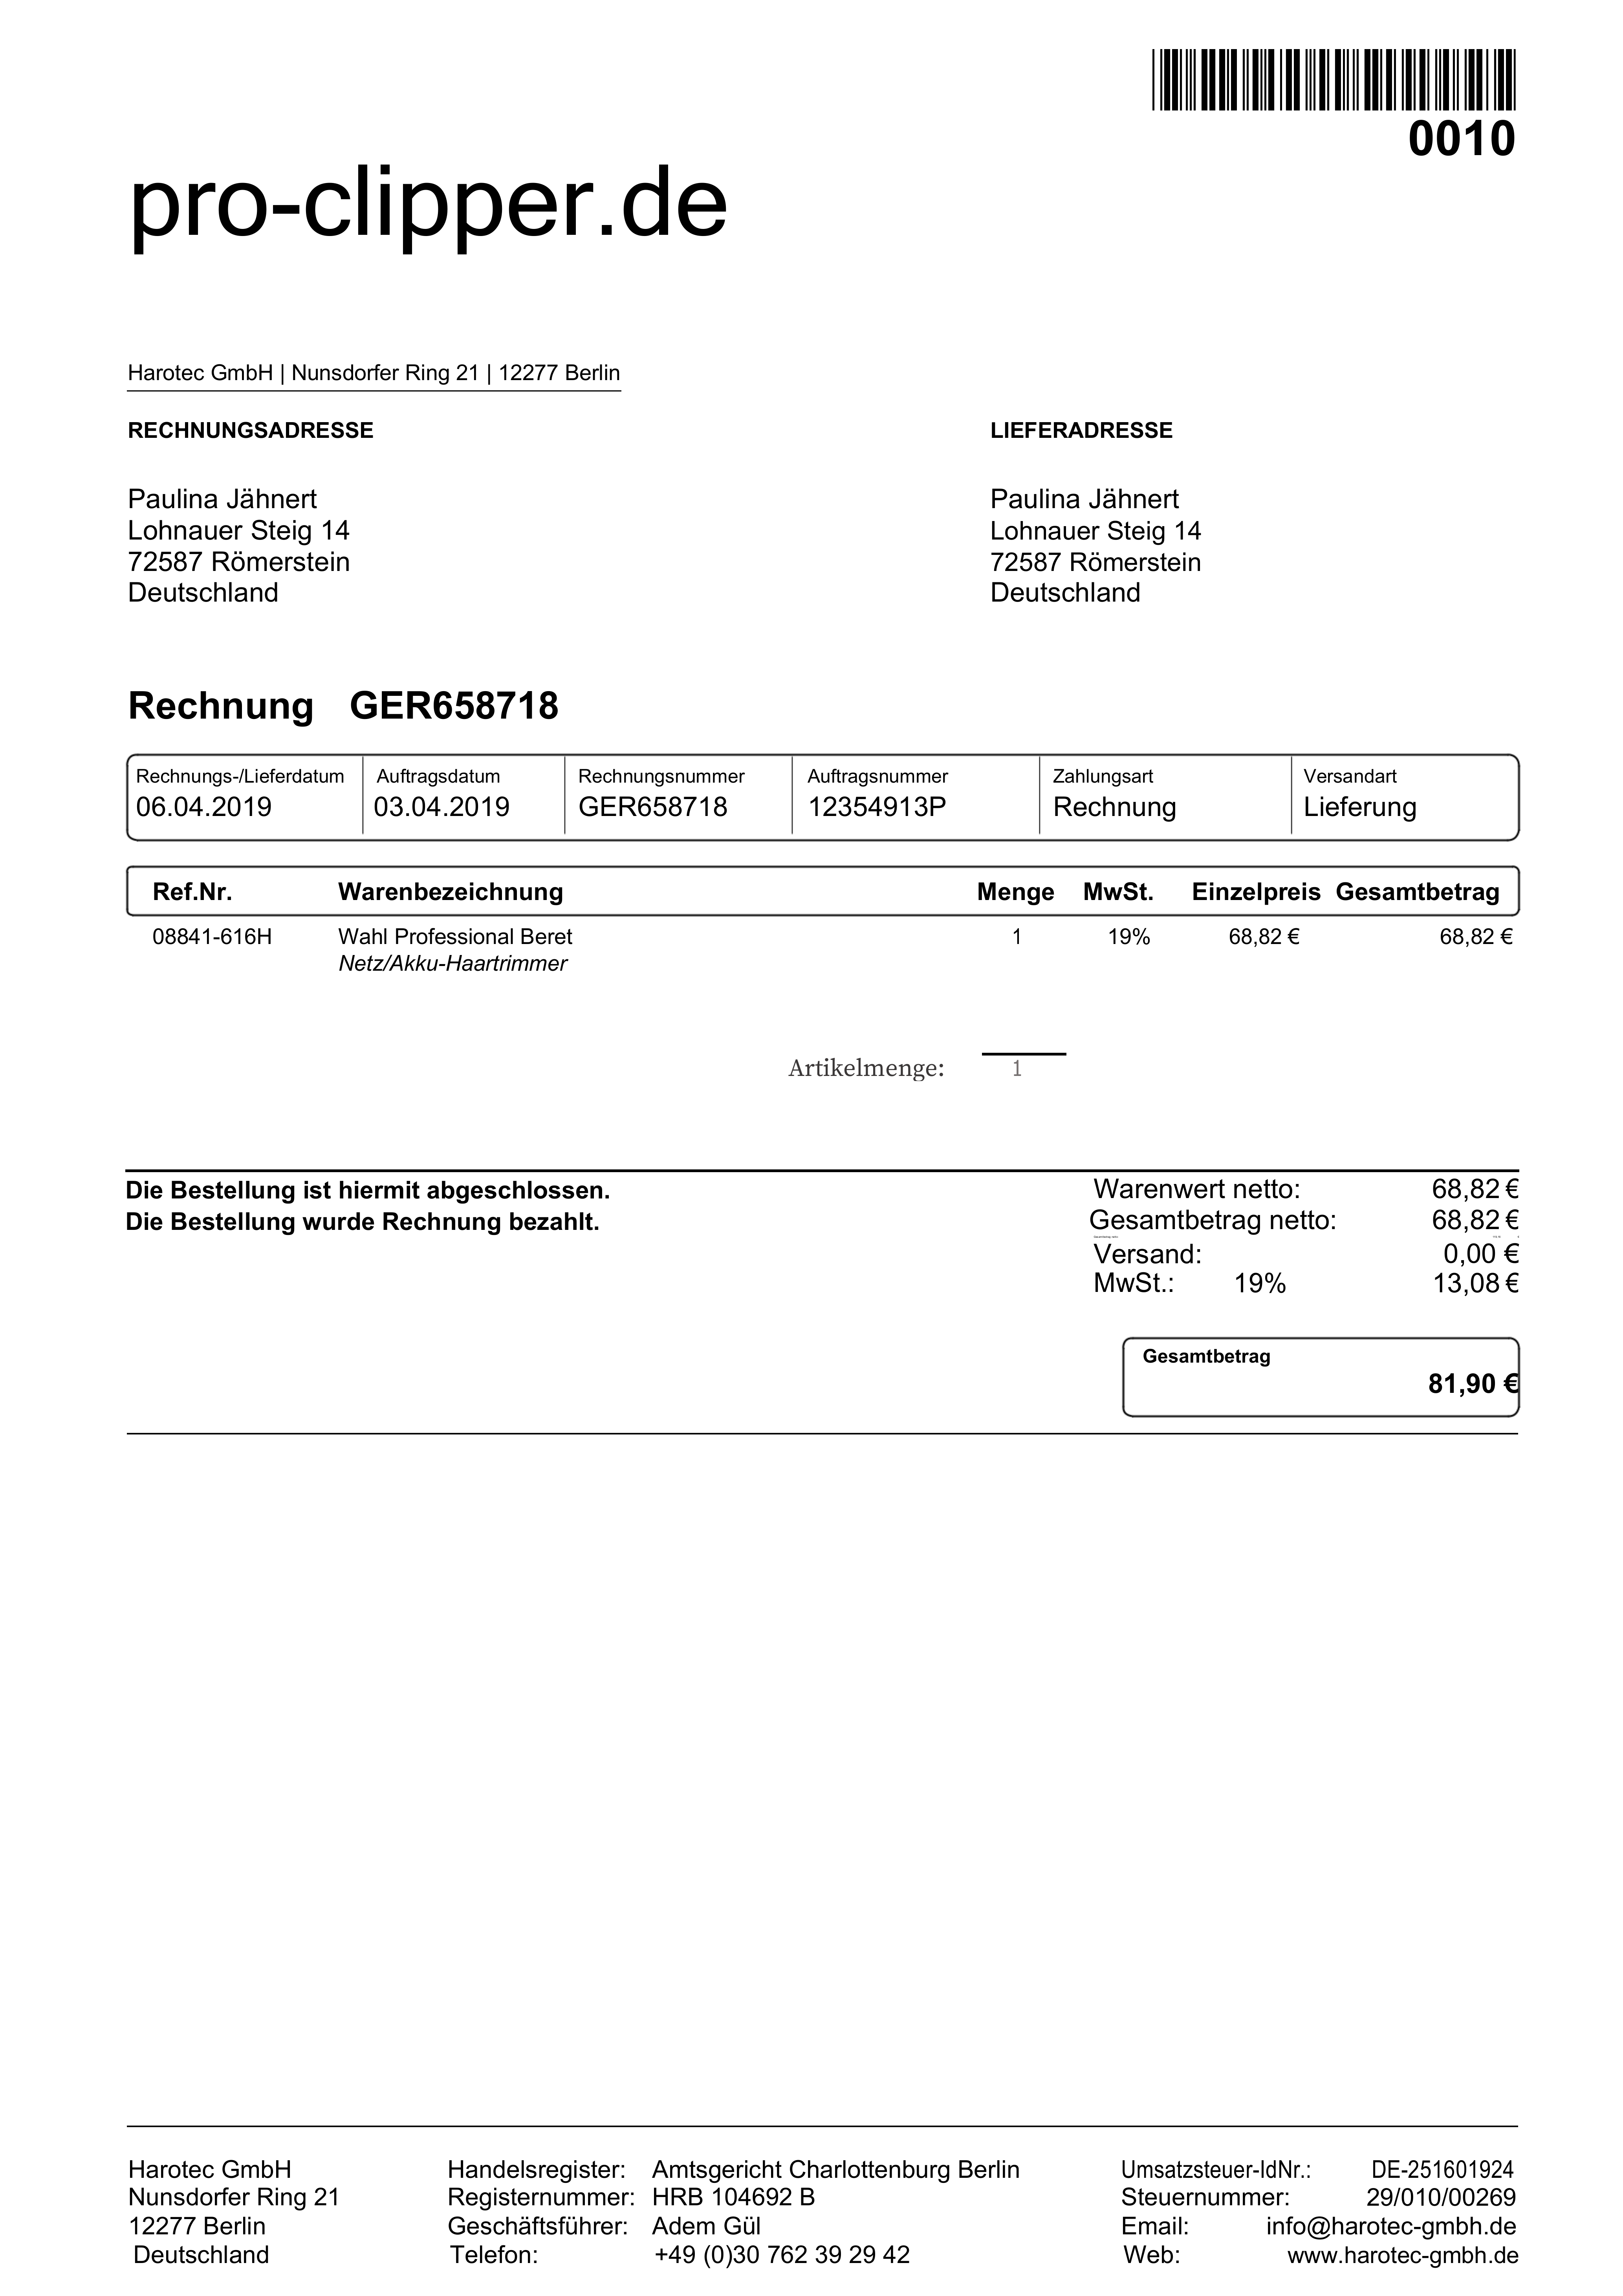 0010
pro-clipper.de
Harotec GmbH | Nunsdorfer Ring 21 | 12277 Berlin
RECHNUNGSADRESSE
Paulina Jähnert
Lohnauer Steig 14
72587 Römerstein
Deutschland
LIEFERADRESSE
Paulina Jähnert
Lohnauer Steig 14
72587 Römerstein
Deutschland
Rechnung GER658718
Rechnungs-/Lieferdatum Auftragsdatum Rechnungsnummer Auftragsnummer Zahlungsart Versandart
06.04.2019 03.04.2019 GER658718 12354913P Rechnung Lieferung
Ref.Nr. Warenbezeichnung Menge MwSt. Einzelpreis Gesamtbetrag
08841-616H Wahl Professional Beret 1 19% 68,82 € 68,82 €
Netz/Akku-Haartrimmer
Artikelmenge: 1
Die Bestellung ist hiermit abgeschlossen.
Die Bestellung wurde Rechnung bezahlt.
Warenwert netto: 68,82 €
Gesamtbetrag netto: 68,82 €
Versand: 0,00 €
MwSt.: 19% 13,08 €
Gesamtbetrag
81,90 €
Harotec GmbH
Nunsdorfer Ring 21
12277 Berlin
Deutschland
Handelsregister: Amtsgericht Charlottenburg Berlin
Registernummer: HRB 104692 B
Geschäftsführer: Adem Gül
Telefon: +49 (0)30 762 39 29 42
Umsatzsteuer-IdNr.: DE-251601924
Steuernummer: 29/010/00269
Email: info@harotec-gmbh.de
Web: www.harotec-gmbh.de